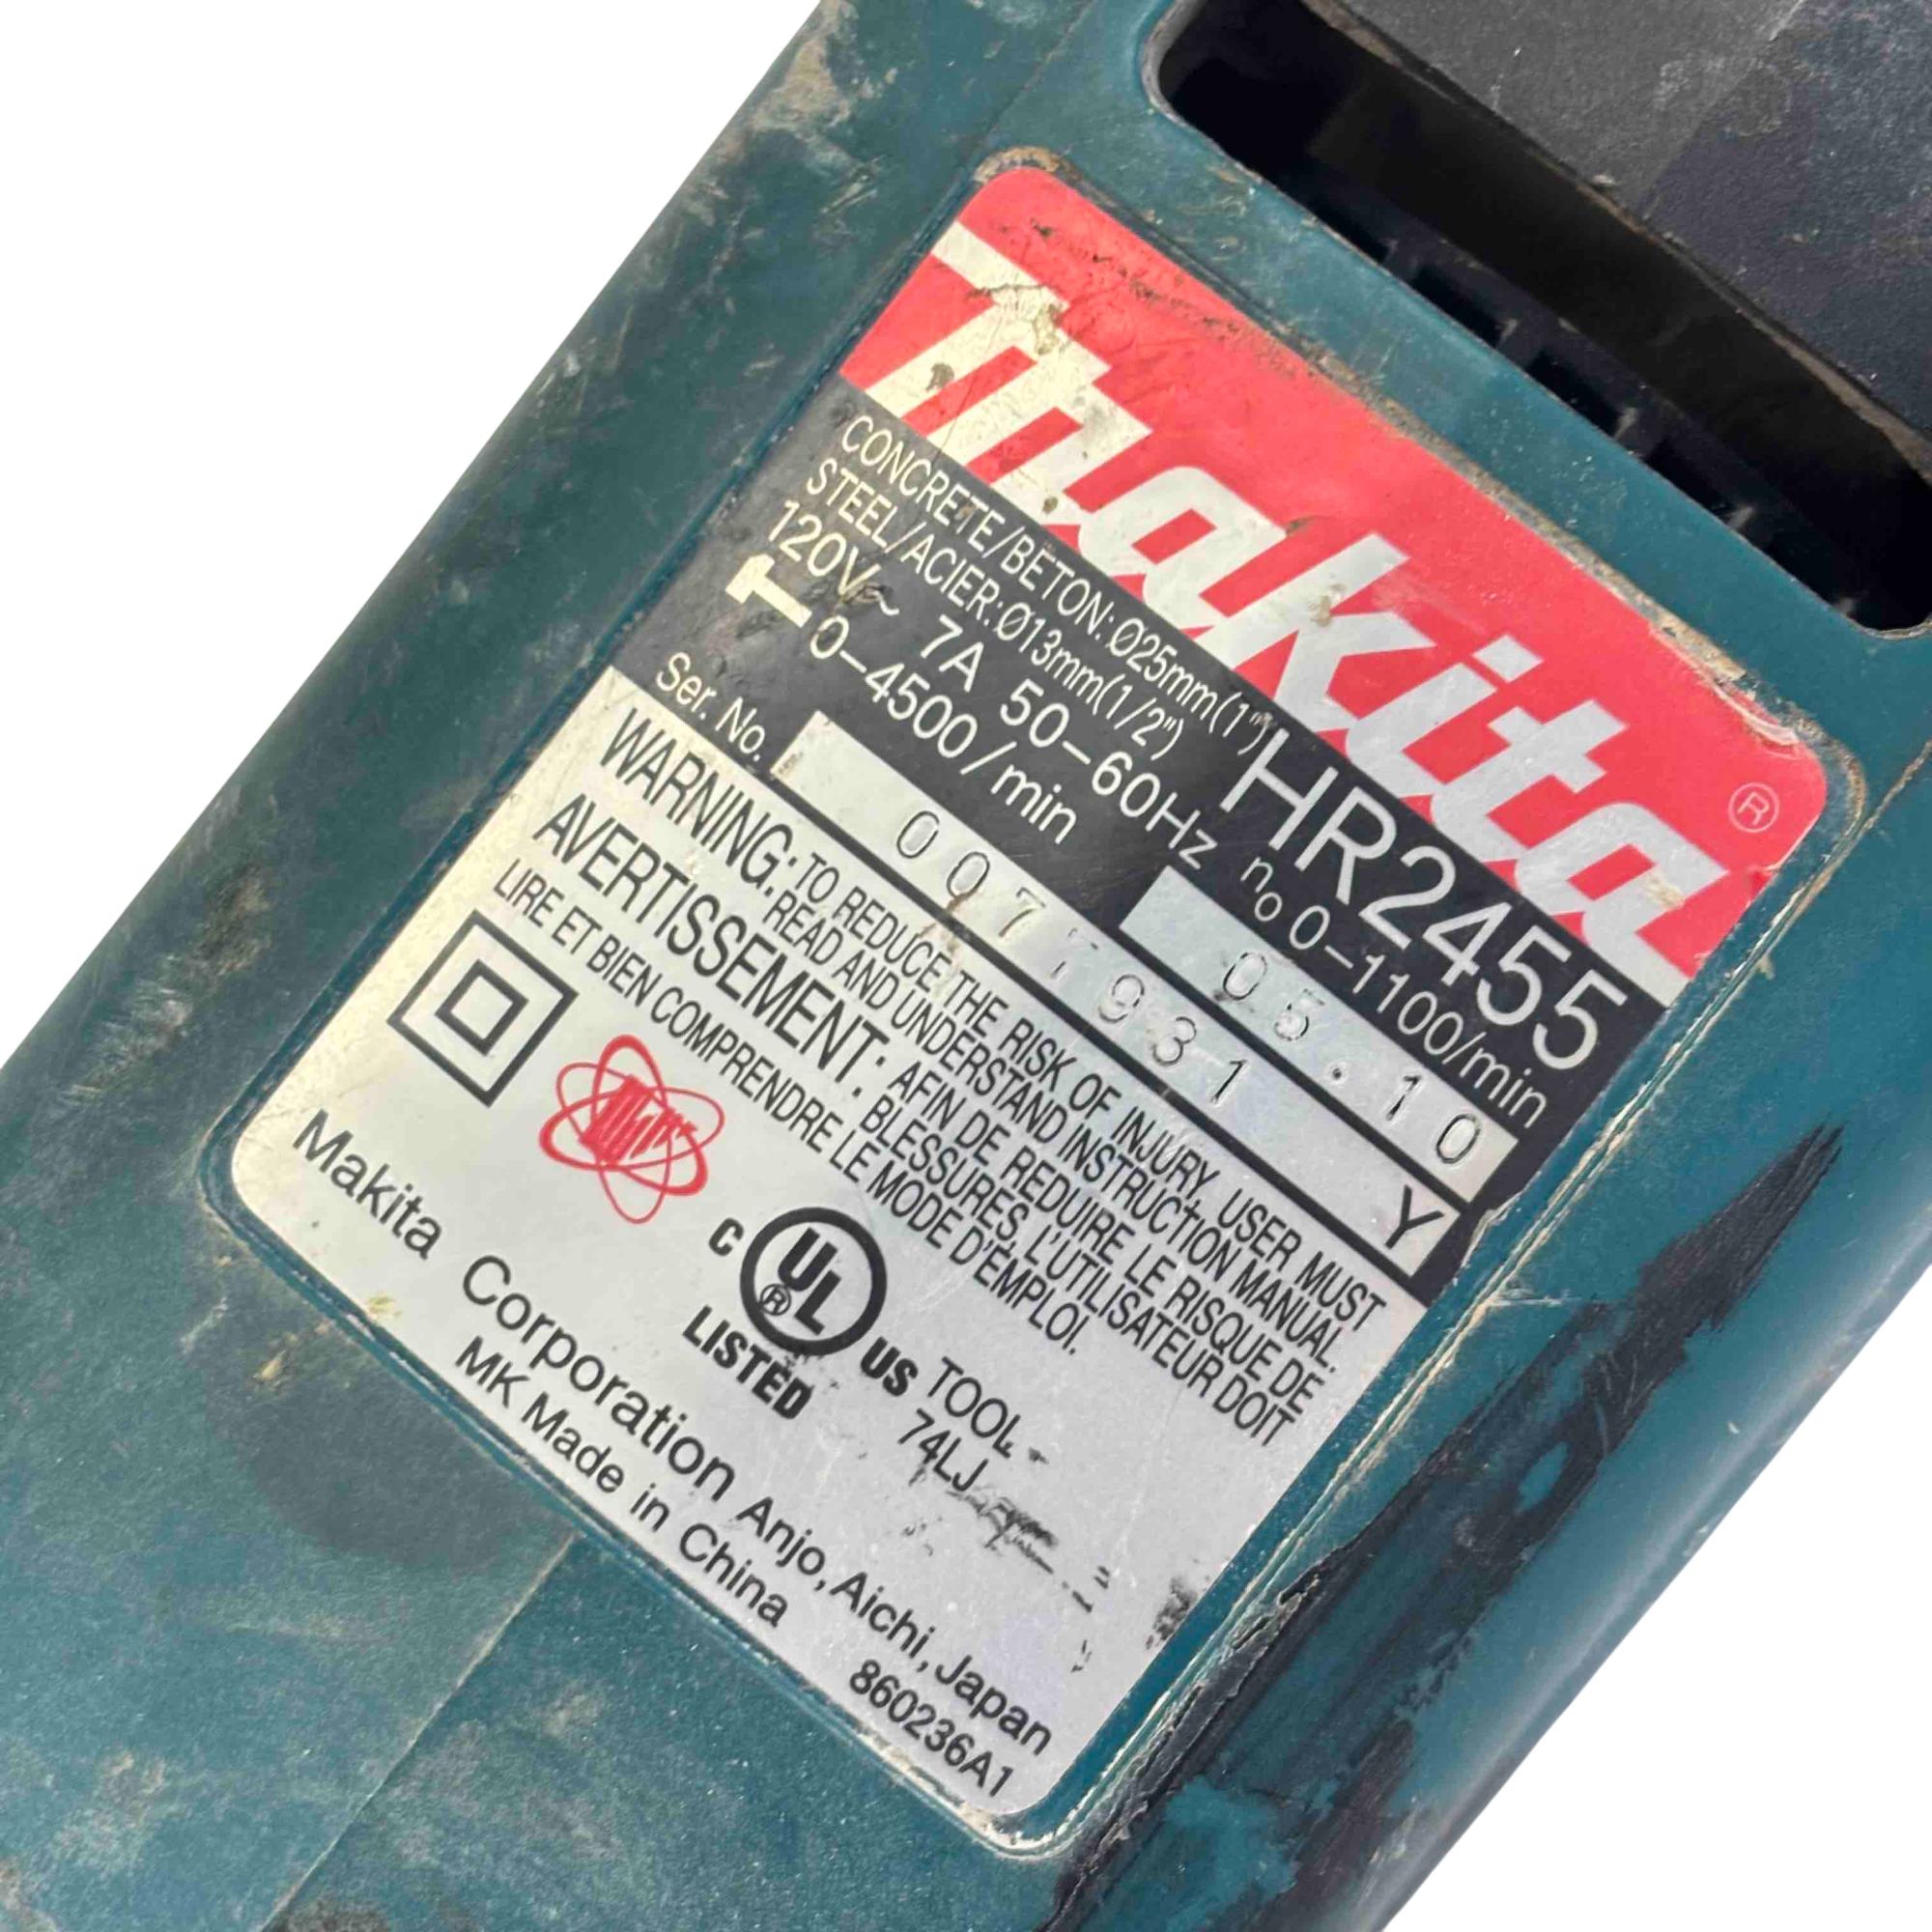 makita ®
CONCRETE/BETON: Ø25mm(1") HR2455
STEEL/ACIER: Ø13mm(1/2")
120V~ 7A 50–60Hz n₀ 0–1100/min
0–4500/min 05.10
Ser. No. 0077931 Y
WARNING: TO REDUCE THE RISK OF INJURY, USER MUST
READ AND UNDERSTAND INSTRUCTION MANUAL.
AVERTISSEMENT: AFIN DE REDUIRE LE RISQUE DE
BLESSURES, L'UTILISATEUR DOIT
LIRE ET BIEN COMPRENDRE LE MODE D'EMPLOI.
C UL ® US TOOL
LISTED 74LJ
Makita Corporation Anjo, Aichi, Japan
MK Made in China 860236A1